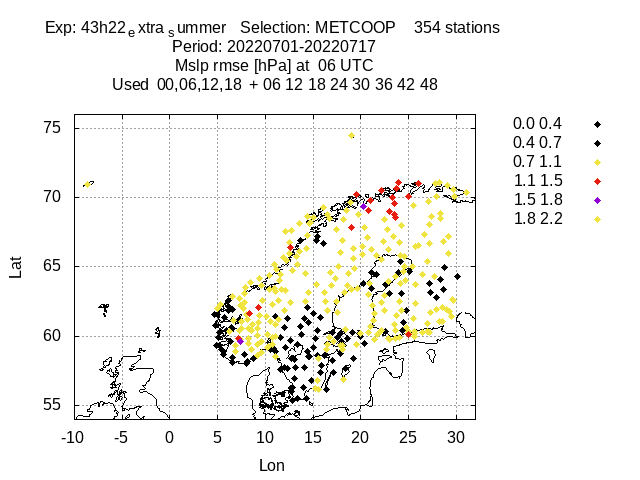 Exp: 43h22e xtra s ummer   Selection: METCOOP    354 stations
Period: 20220701-20220717
Mslp rmse [hPa] at  06 UTC
Used  00,06,12,18  + 06 12 18 24 30 36 42 48
0.0 0.4
0.4 0.7
0.7 1.1
1.1 1.5
1.5 1.8
1.8 2.2
75
70
65
60
55
Lat
-10 -5 0 5 10 15 20 25 30
Lon